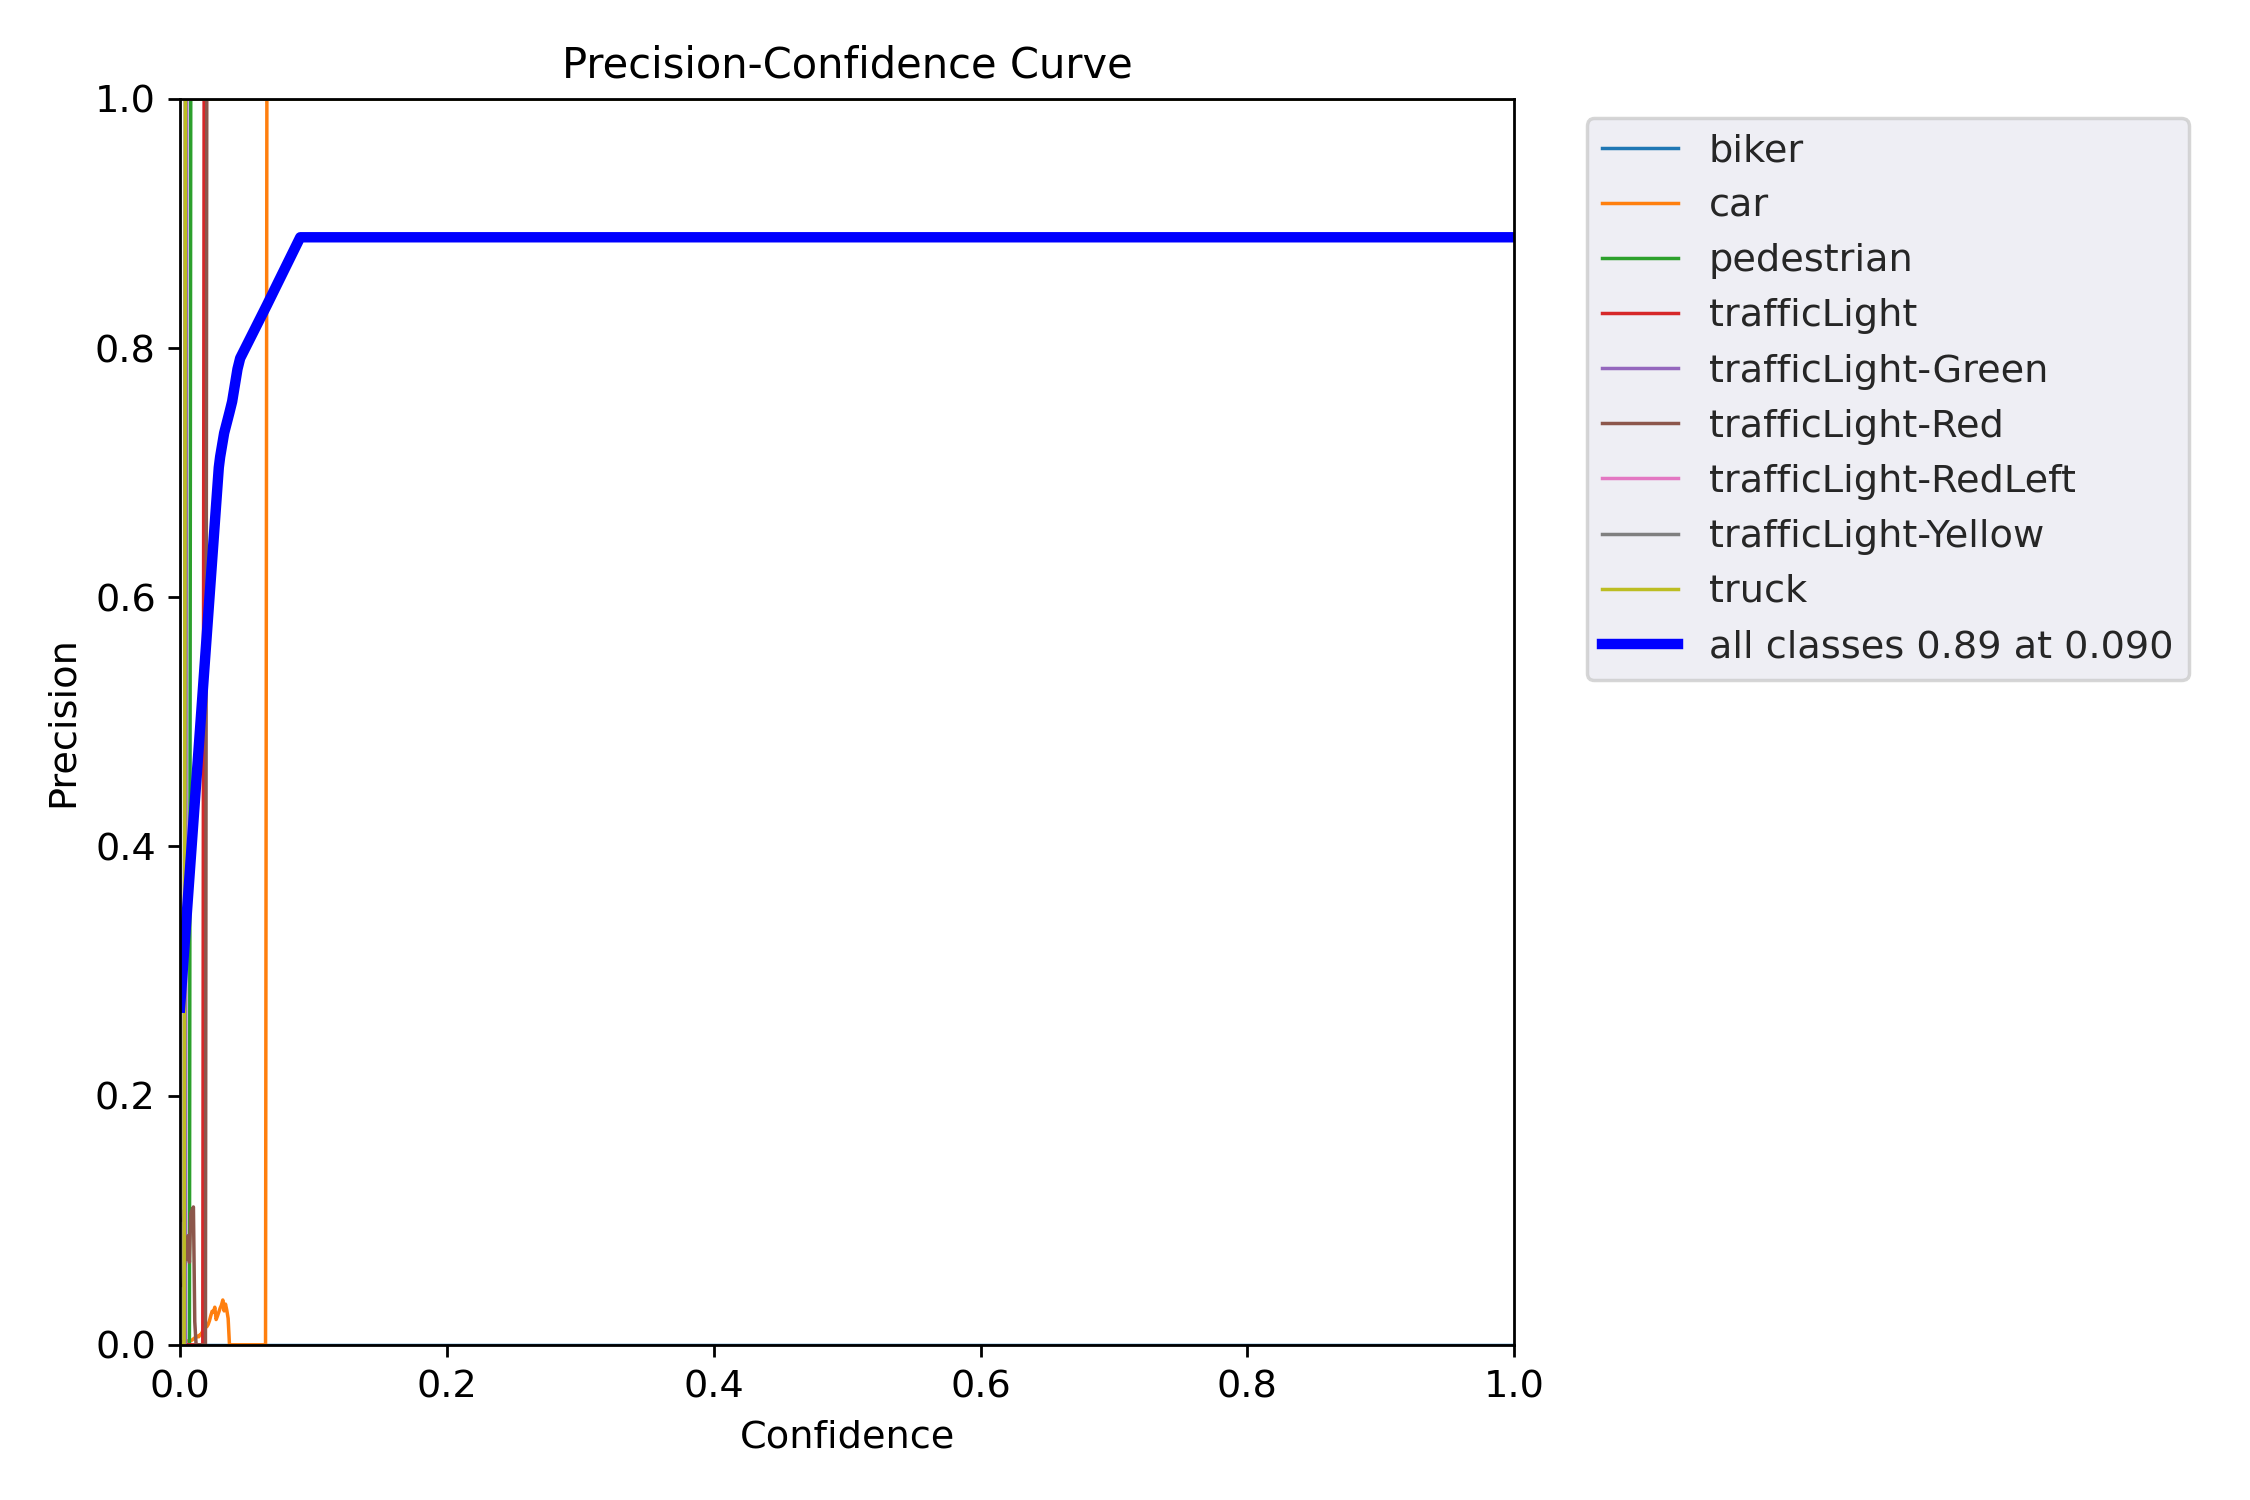 Precision-Confidence Curve
1.0
0.8
0.6
0.4
0.2
0.0
Precision
0.0 0.2 0.4 0.6 0.8 1.0
Confidence
biker
car
pedestrian
trafficLight
trafficLight-Green
trafficLight-Red
trafficLight-RedLeft
trafficLight-Yellow
truck
all classes 0.89 at 0.090